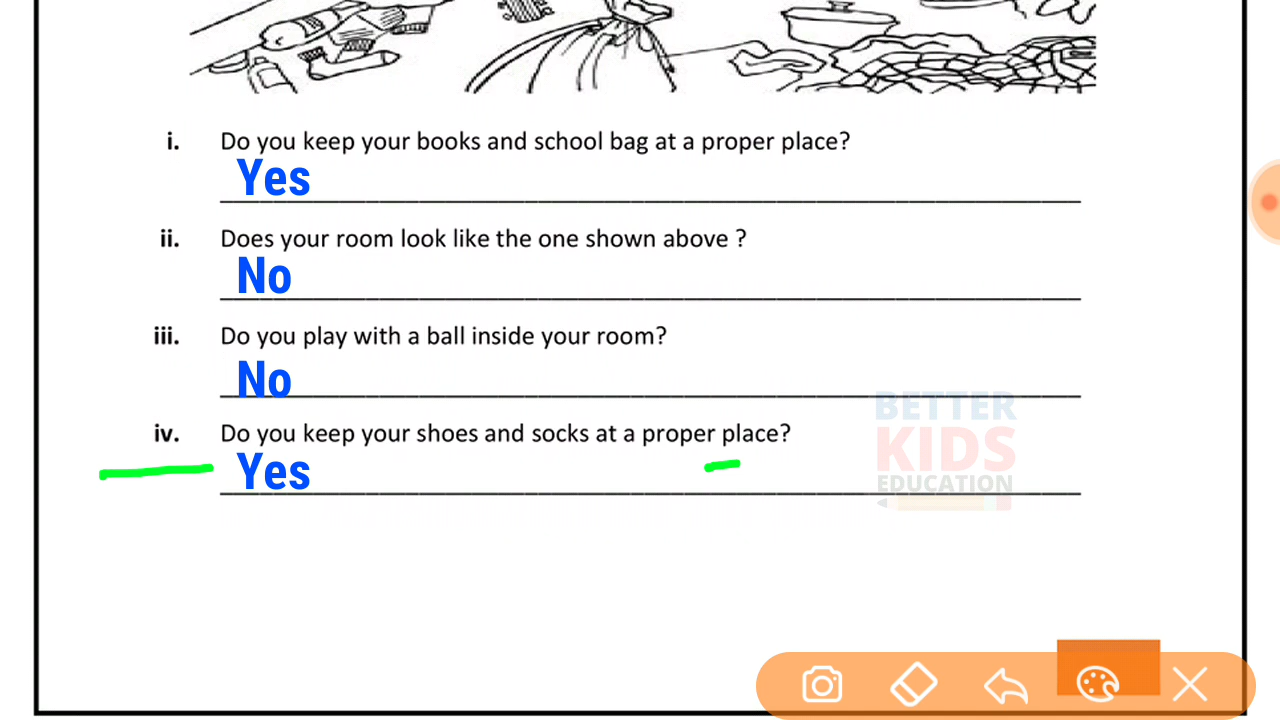 i. Do you keep your books and school bag at a proper place?
Yes
ii. Does your room look like the one shown above ?
No
iii. Do you play with a ball inside your room?
No
iv. Do you keep your shoes and socks at a proper place?
Yes
BETTER
KIDS
EDUCATION